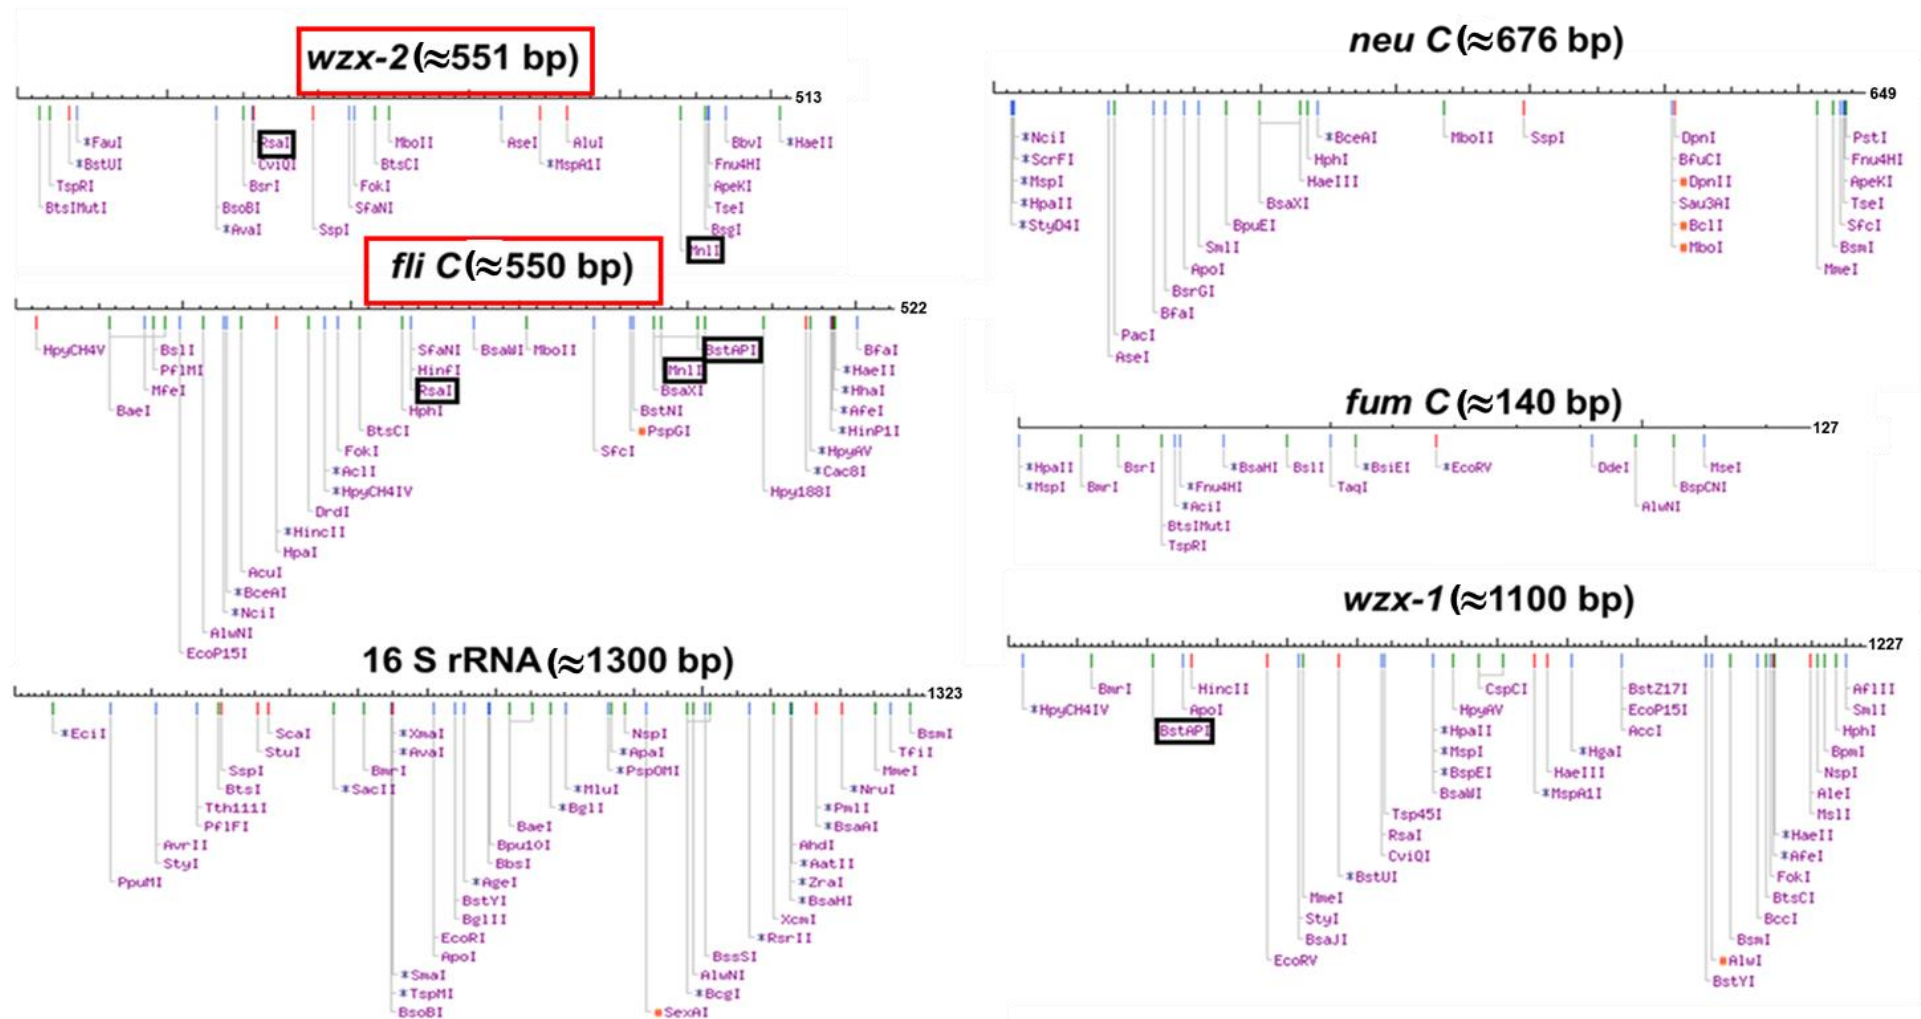 wzx-2 (≈551 bp)
513
*FauI
RsaI
MboII
AseI
AluI
BbvI
*HaeII
*BstUI
CviQI
BtsCI
*MspA1I
Fnu4HI
TspRI
BsrI
FokI
ApeKI
BtsIMutI
BsoBI
SfaNI
TseI
*AvaI
SspI
BsgI
MnlI
fli C (≈550 bp)
522
HpyCH4V
BslI
SfaNI
BsaWI
MboII
BstAPI
BfaI
PflMI
HinfI
MnlI
*HaeII
MfeI
RsaI
BsaXI
*HhaI
BaeI
HphI
BstNI
*AfeI
BtsCI
PspGI
*HinP1I
FokI
SfcI
*HpyAV
*AclI
*Cac8I
*HpyCH4IV
Hpy188I
DrdI
*HincII
HpaI
AcuI
*BceAI
*NciI
AlwNI
EcoP15I
16 S rRNA (≈1300 bp)
1323
*EciI
ScaI
*XmaI
NspI
BsmI
StuI
*AvaI
*ApaI
TfiI
SspI
BmrI
*PspOMI
MmeI
BtsI
*SacII
*MluI
*NruI
Tth111I
*BglI
*PmlI
PflFI
BaeI
*BsaAI
AvrII
Bpu10I
AhdI
StyI
BbsI
*AatII
PpuMI
*AgeI
*ZraI
BstYI
*BsaHI
BglII
XcmI
EcoRI
*RsrII
ApoI
BssSI
*SmaI
AlwNI
*TspMI
*BcgI
BsoBI
SexAI
neu C (≈676 bp)
649
*NciI
*BceAI
MboII
SspI
DpnI
PstI
*ScrFI
HphI
BfuCI
Fnu4HI
*MspI
HaeIII
DpnII
ApeKI
*HpaII
BsaXI
Sau3AI
TseI
*StyD4I
BpuEI
BclI
SfcI
SmlI
MboI
BsmI
ApoI
MmeI
BsrGI
BfaI
PacI
AseI
fum C (≈140 bp)
127
*HpaII
BsrI
*BsaHI
BslI
*BsiEI
*EcoRV
DdeI
MseI
*MspI
BmrI
*Fnu4HI
TaqI
BspCNI
*AciI
AlwNI
BtsIMutI
TspRI
wzx-1 (≈1100 bp)
1227
BmrI
HincII
CspCI
BstZ17I
AflII
*HpyCH4IV
ApoI
HpyAV
EcoP15I
SmlI
BstAPI
*HpaII
AccI
HphI
*MspI
*HgaI
BpmI
*BspEI
HaeIII
NspI
BsaWI
*MspA1I
AleI
Tsp45I
MslI
RsaI
*HaeII
CviQI
*AfeI
*BstUI
FokI
MmeI
BtsCI
StyI
BccI
BsaJI
BsmI
EcoRV
AlwI
BstYI